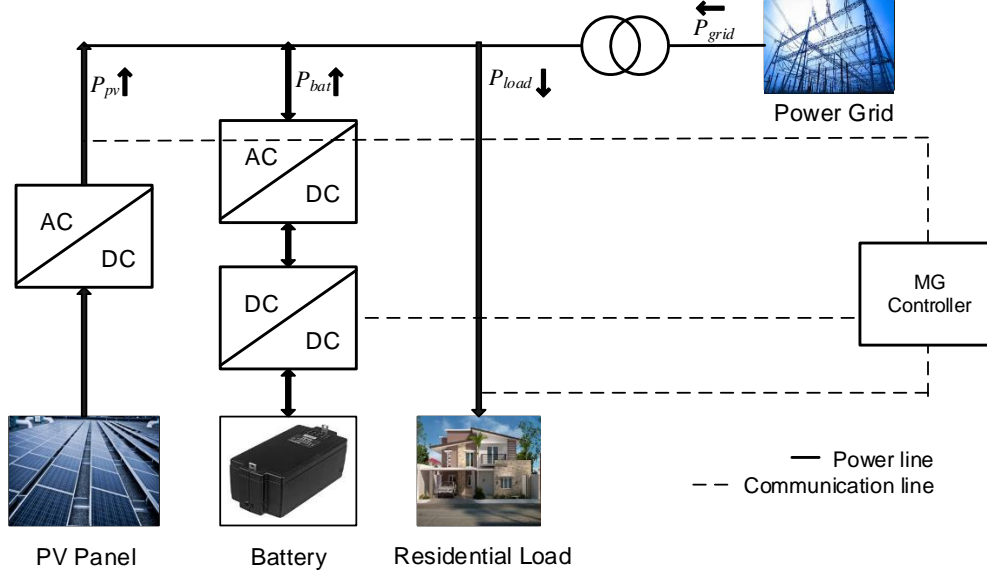 P_grid
Power Grid
P_pv
P_bat
P_load
AC
DC
AC
DC
DC
DC
MG
Controller
Power line
Communication line
PV Panel
Battery
Residential Load